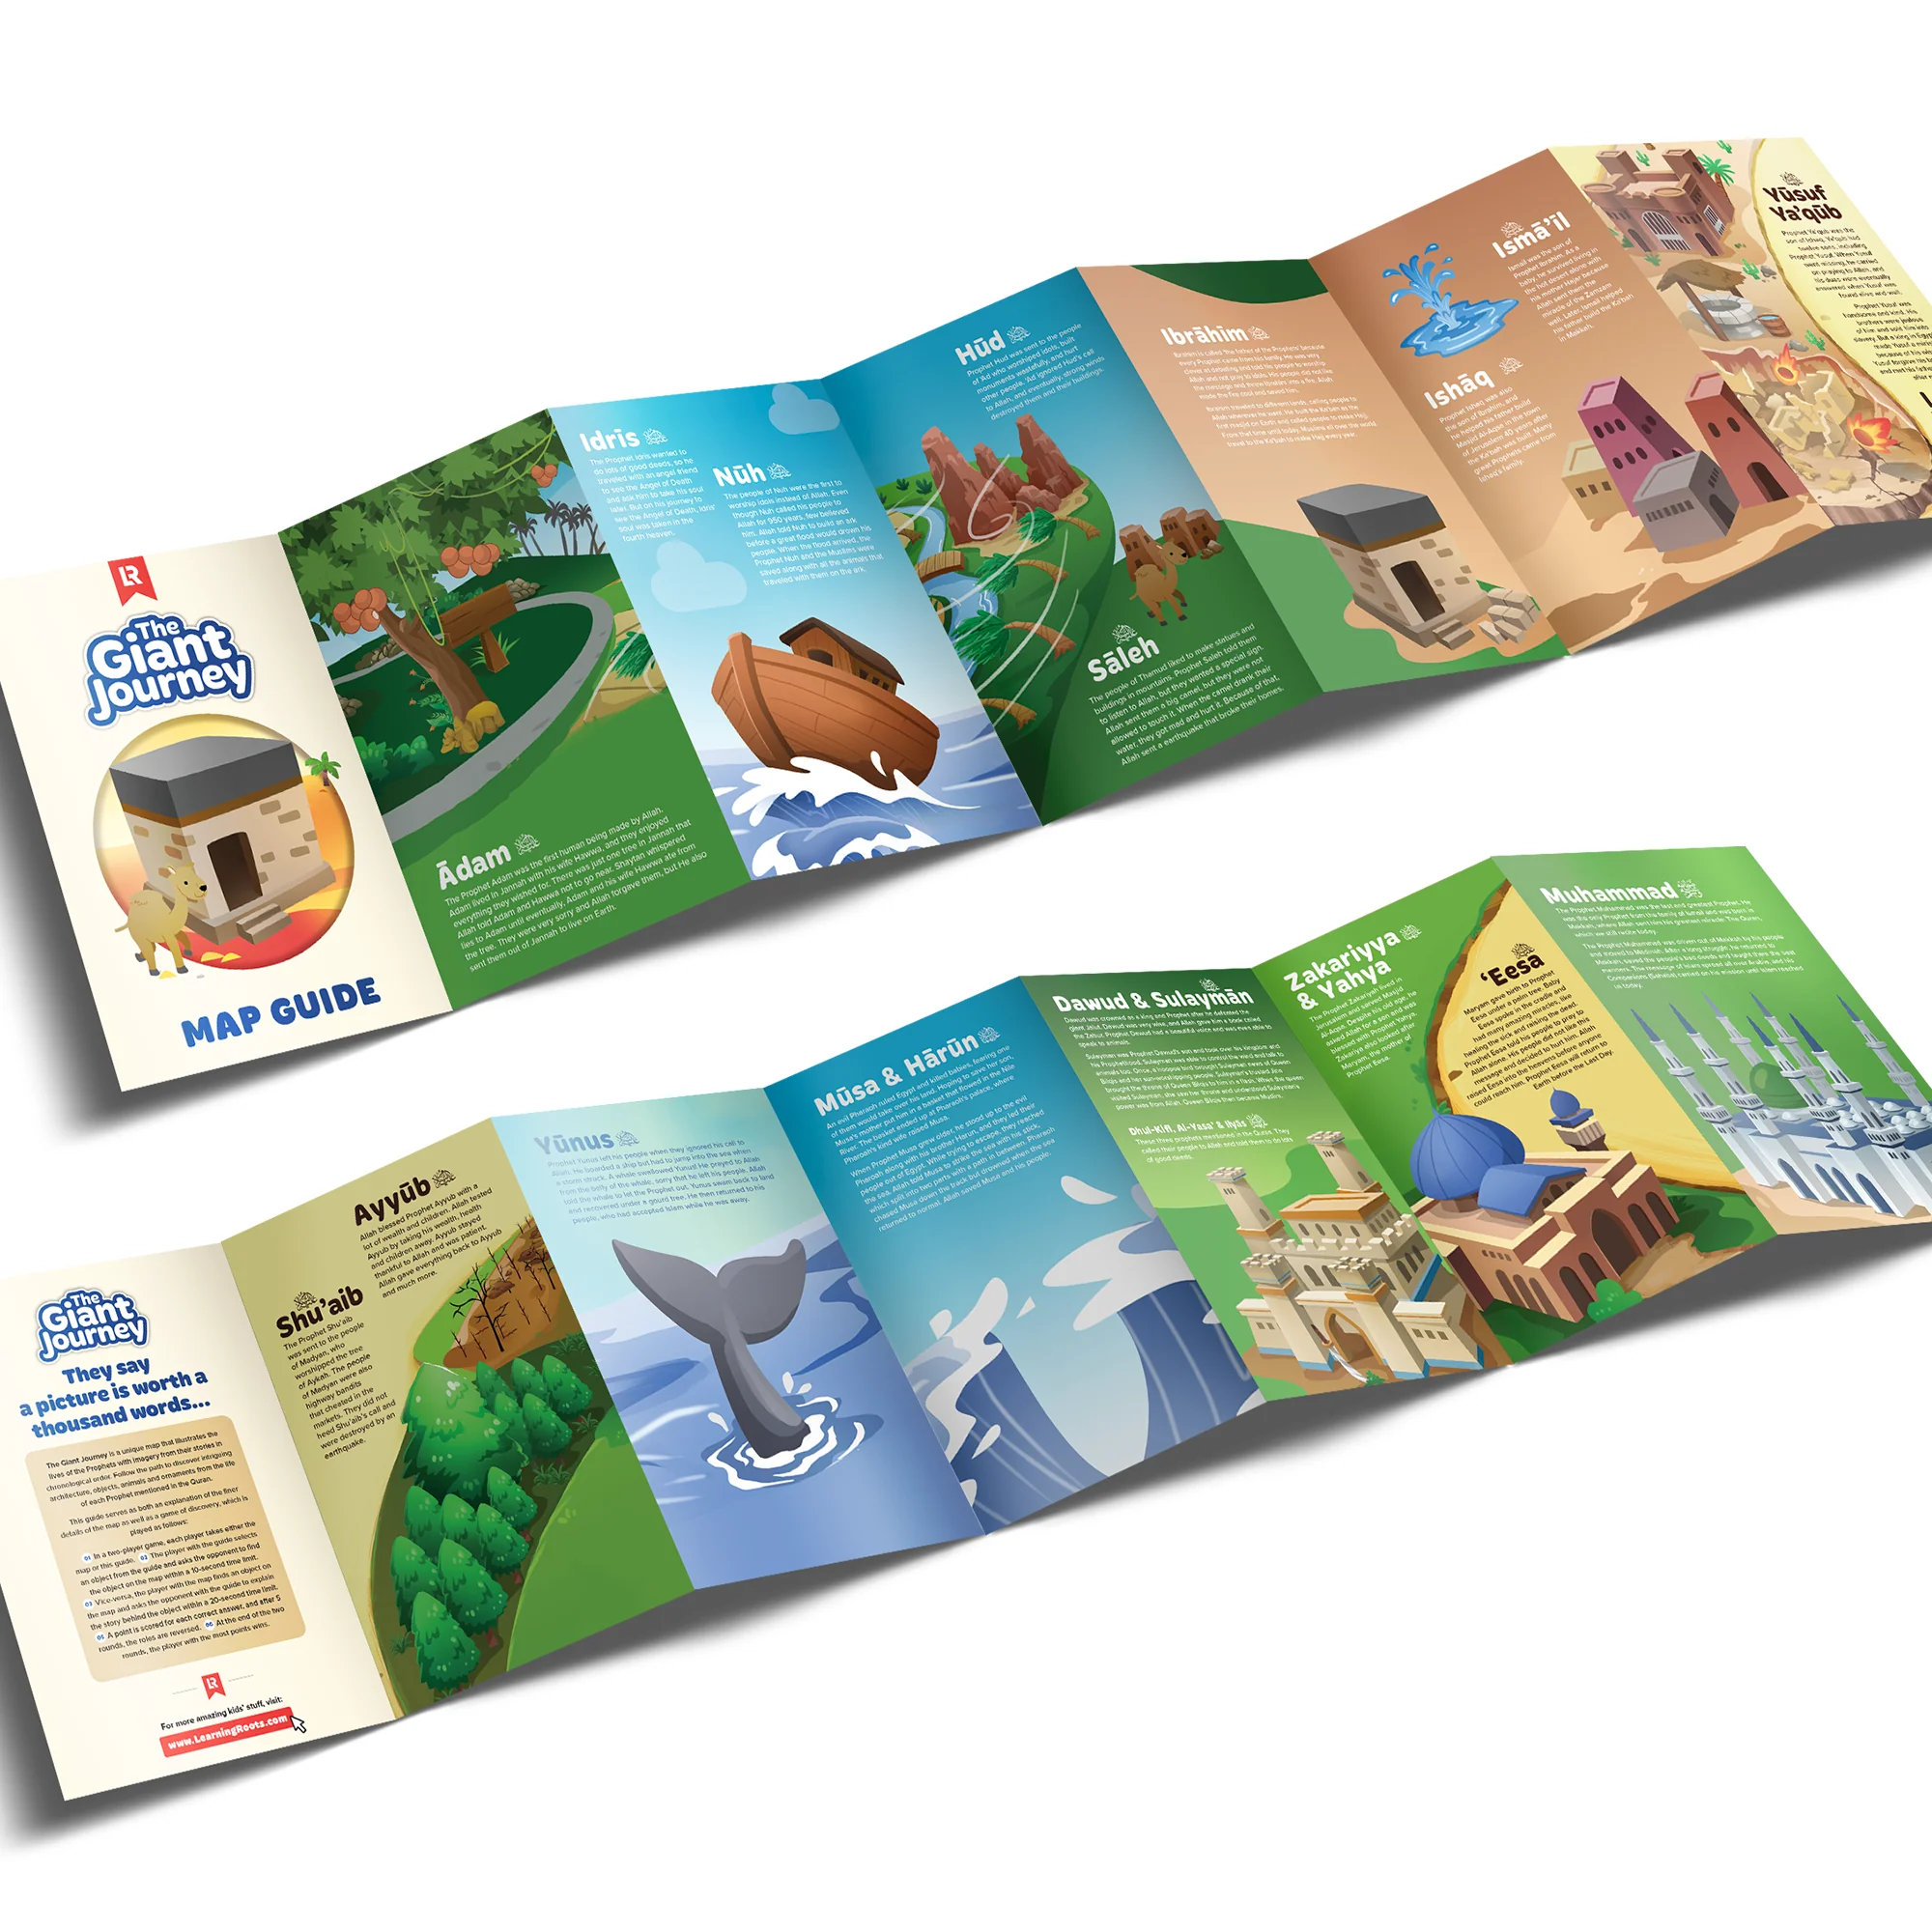 LR
The
Giant
Journey
MAP GUIDE
Ādam
The Prophet Adam was the first human being made by Allah.
Adam lived in Jannah with his wife Hawwa, and they enjoyed
everything they wished for. There was just one tree in Jannah that
Allah told Adam and Hawwa not to go near. Shaytan whispered
lies to Adam until eventually, Adam and his wife Hawwa ate from
the tree. They were very sorry and Allah forgave them, but He also
sent them out of Jannah to live on Earth.
Idrīs
The Prophet Idris wanted to
do lots of good deeds, so he
traveled with an angel friend
to see the Angel of Death
and ask him to take his soul
later. But on his journey to
see the Angel of Death, Idris'
soul was taken in the
fourth heaven.
Nūh
The people of Nuh were the first to
worship idols instead of Allah. Even
though Nuh called his people to
Allah for 950 years, few believed
him. Allah told Nuh to build an ark
before a great flood would drown his
people. When the flood arrived, the
Prophet Nuh and the Muslims were
saved along with all the animals that
traveled with them on the ark.
Hūd
Prophet Hud was sent to the people
of 'Ad who worshiped idols, built
monuments wastefully, and hurt
other people. 'Ad ignored Hud's call
to Allah, and eventually, strong winds
destroyed them and their buildings.
Sāleh
The people of Thamud liked to make statues and
buildings in mountains. Prophet Saleh told them
to listen to Allah, but they wanted a special sign.
Allah sent them a big camel, but they were not
allowed to touch it. When the camel drank their
water, they got mad and hurt it. Because of that,
Allah sent a earthquake that broke their homes.
Ibrāhīm
Ibrahim is called 'the father of the Prophets' because
every Prophet came from his family. He was very
clever at debating and told his people to worship
Allah and not pray to idols. His people did not like
the message and threw Ibrahim into a fire. Allah
made the fire cool and saved him.
Ibrahim traveled to different lands, calling people to
Allah wherever he went. He built the Ka'bah as the
first masjid on Earth and called people to make Hajj.
From that time until today, Muslims all over the world
travel to the Ka'bah to make Hajj every year.
Ismā'īl
Ismail was the son of
Prophet Ibrahim. As a
baby, he survived living in
the hot desert along with
his mother Hajar because
Allah sent them the
miracle of the Zamzam
well. Later, Ismail helped
his father build the Ka'bah
in Makkah.
Ishāq
Prophet Ishaq was also
the son of Ibrahim, and
he helped his father build
Masjid Al-Aqsa in the town
of Jerusalem 40 years after
the Ka'bah was built. Many
great Prophets came from
Ishaq's family.
Yūsuf
Ya'qūb
Prophet Ya'qub was the
son of Ishaq. Ya'qub had
twelve sons, including
Prophet Yusuf. When Yusuf
went missing, he carried
on praying to Allah, and
his duas were eventually
answered when Yusuf was
found alive and well.
Prophet Yusuf was
handsome and kind. His
brothers were jealous
of him and sold him into
The
Giant
Journey
They say
a picture is worth a
thousand words...
The Giant Journey is a unique map that illustrates the
lives of the Prophets with imagery from their stories in
chronological order. Follow the path to discover intriguing
architecture, objects, animals and ornaments from the life
of each Prophet mentioned in the Quran.
This guide serves as both an explanation of the finer
details of the map as well as a game of discovery, which is
played as follows:
01 In a two-player game, each player takes either the
map or this guide. 02 The player with the guide selects
an object from the guide and asks the opponent to find
the object on the map within a 10-second time limit.
03 Vice-versa, the player with the map finds an object on
the map and asks the opponent with the guide to explain
the story behind the object within a 20-second time limit.
A point is scored for each correct answer, and after 5
rounds, the roles are reversed. At the end of the two
rounds, the player with the most points wins.
LR
For more amazing kids' stuff, visit:
www.LearningRoots.com
Shu'aib
The Prophet Shu'aib
was sent to the people
of Madyan, who
worshipped the tree
of Aykah. The people
of Madyan were also
highway bandits
that cheated in the
markets. They did not
heed Shu'aib's call and
were destroyed by an
earthquake.
Ayyūb
Allah blessed Prophet Ayyub with a
lot of wealth and children. Allah tested
Ayyub by taking his wealth, health
and children away. Ayyub stayed
thankful to Allah and was patient.
Allah gave everything back to Ayyub
and much more.
Yūnus
Prophet Yunus left his people when they ignored his call to
Allah. He boarded a ship but had to jump into the sea when
a storm struck. A whale swallowed Yunus! He prayed to Allah
from the belly of the whale, sorry that he left his people. Allah
told the whale to let the Prophet out. Yunus swam back to land
and recovered under a gourd tree. He then returned to his
people, who had accepted Islam while he was away.
Mūsa & Hārūn
An evil Pharaoh ruled Egypt and killed babies, fearing one
of them would take over his land. Hoping to save her son,
Musa's mother put him in a basket that flowed in the Nile
River. The basket ended up at Pharaoh's palace, where
Pharaoh's kind wife raised Musa.
When Prophet Musa grew older, he stood up to the evil
Pharaoh along with his brother Harun, and they led their
people out of Egypt. While trying to escape, they reached
the sea. Allah told Musa to strike the sea with his stick,
which split into two parts with a path in between. Pharaoh
chased Musa down the track but drowned when the sea
returned to normal. Allah saved Musa and his people.
Dawud & Sulaymān
Dawud was crowned as a king and Prophet after he defeated the
giant Jalut. Dawud was very wise, and Allah gave him a book called
the Zabur. Prophet Dawud had a beautiful voice and was even able to
speak to animals.
Sulayman was Prophet Dawud's son and took over his kingdom and
his Prophethood. Sulayman was able to control the wind and talk to
animals too. Once, a hoopoe bird brought Sulayman news of Queen
Bilqis and her sun-worshipping people. Sulayman's trusted Jinn
brought the throne of Queen Bilqis to him in a flash. When the queen
visited Sulayman, she saw her throne and understood Sulayman's
power was from Allah. Queen Bilqis then became Muslim.
Dhul-Kifl, Al-Yasa' & Ilyās
These three prophets mentioned in the Quran. They
called their people to Allah and told them to do lots
of good deeds.
Zakariyya
& Yahya
The Prophet Zakariyah lived in
Jerusalem and served Masjid
Al-Aqsa. Despite his old age, he
asked Allah for a son and was
blessed with Prophet Yahya.
Zakariya also looked after
Maryam, the mother of
Prophet Eesa.
'Eesa
Maryam gave birth to Prophet
Eesa under a palm tree. Baby
Eesa spoke in the cradle and
had many amazing miracles, like
healing the sick and raising the dead.
Prophet Eesa told his people to pray to
Allah alone. His people did not like this
message and decided to hurt him. Allah
raised Eesa into the heavens before anyone
could reach him. Prophet Eesa will return to
Earth before the Last Day.
Muhammad
The Prophet Muhammad was the last and greatest Prophet. He
was the only Prophet from the family of Ismail and was born in
Makkah, where Allah sent him his greatest miracle: The Quran,
which we still recite today.
The Prophet Muhammad was driven out of Makkah by his people
and moved to Medinah. After a long struggle, he returned to
Makkah, saved the people's bad deeds and taught them the best
manners. The message of Islam spread all over Arabia, and his
Companions (Sahaba) carried on his mission until Islam reached
us today.